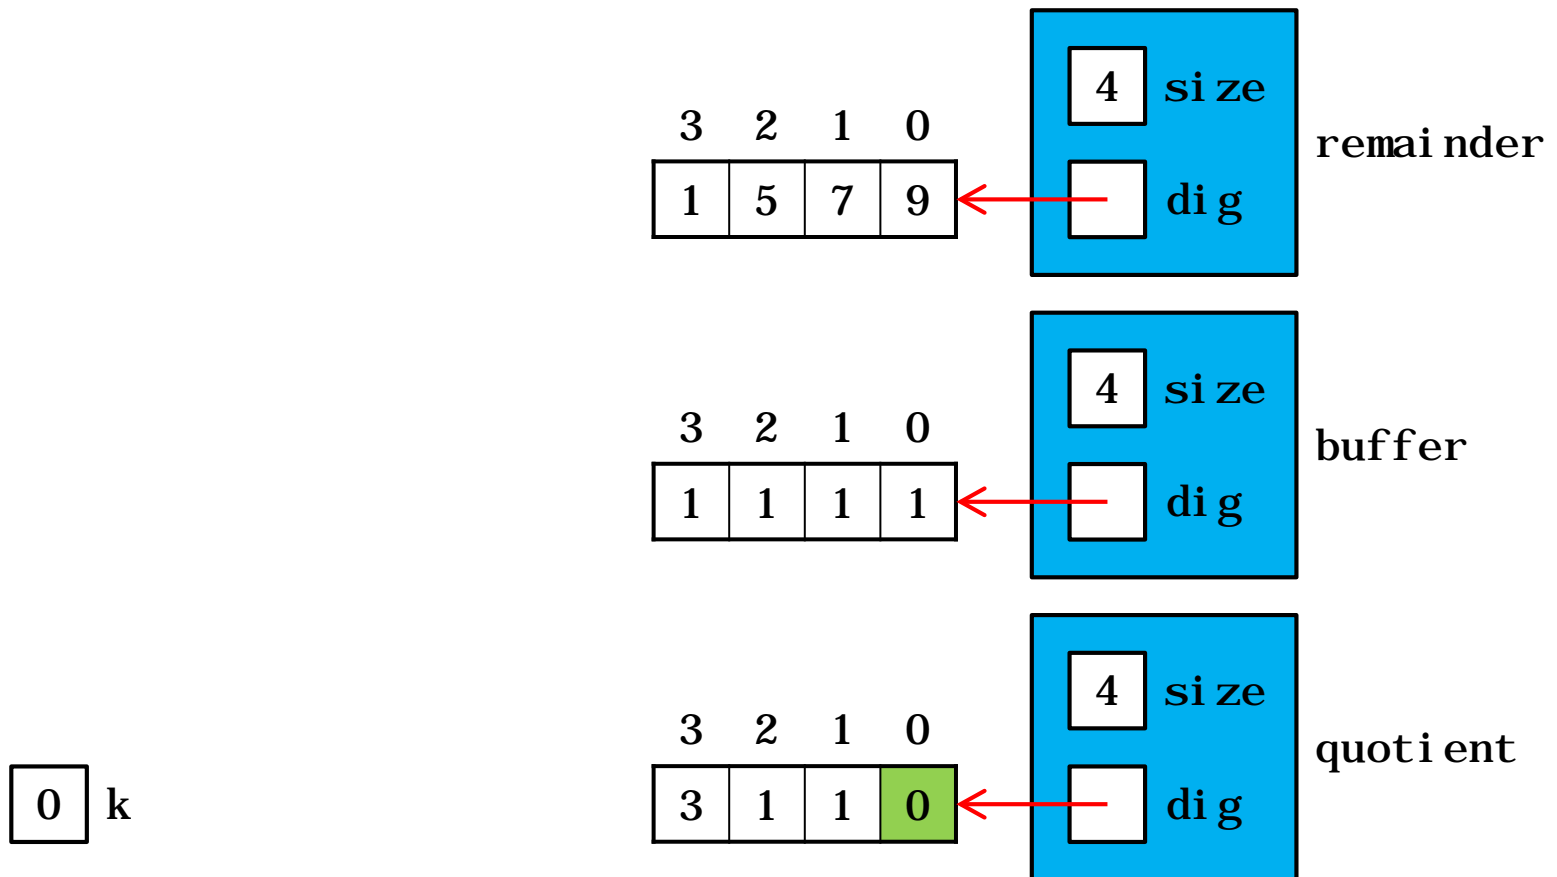 4 size
3 2 1 0
remainder
1 5 7 9
dig
4 size
3 2 1 0
buffer
1 1 1 1
dig
4 size
3 2 1 0
quotient
0 k
3 1 1 0
dig